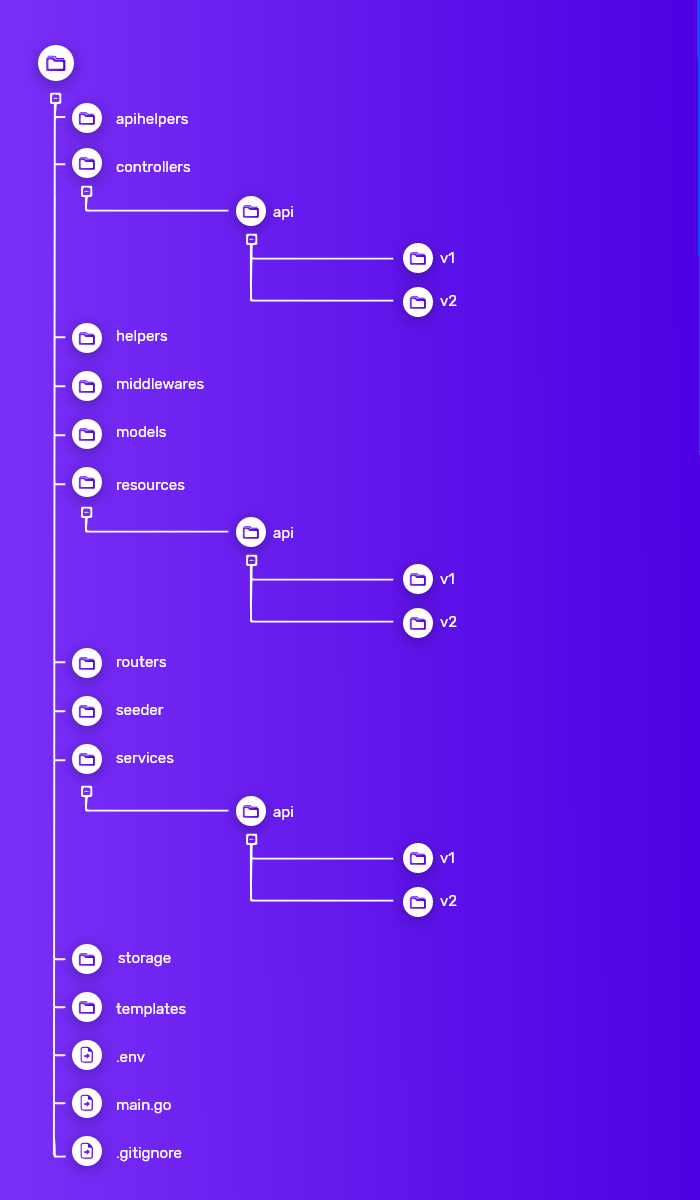 apihelpers
controllers
api
v1
v2
helpers
middlewares
models
resources
api
v1
v2
routers
seeder
services
api
v1
v2
storage
templates
.env
main.go
.gitignore